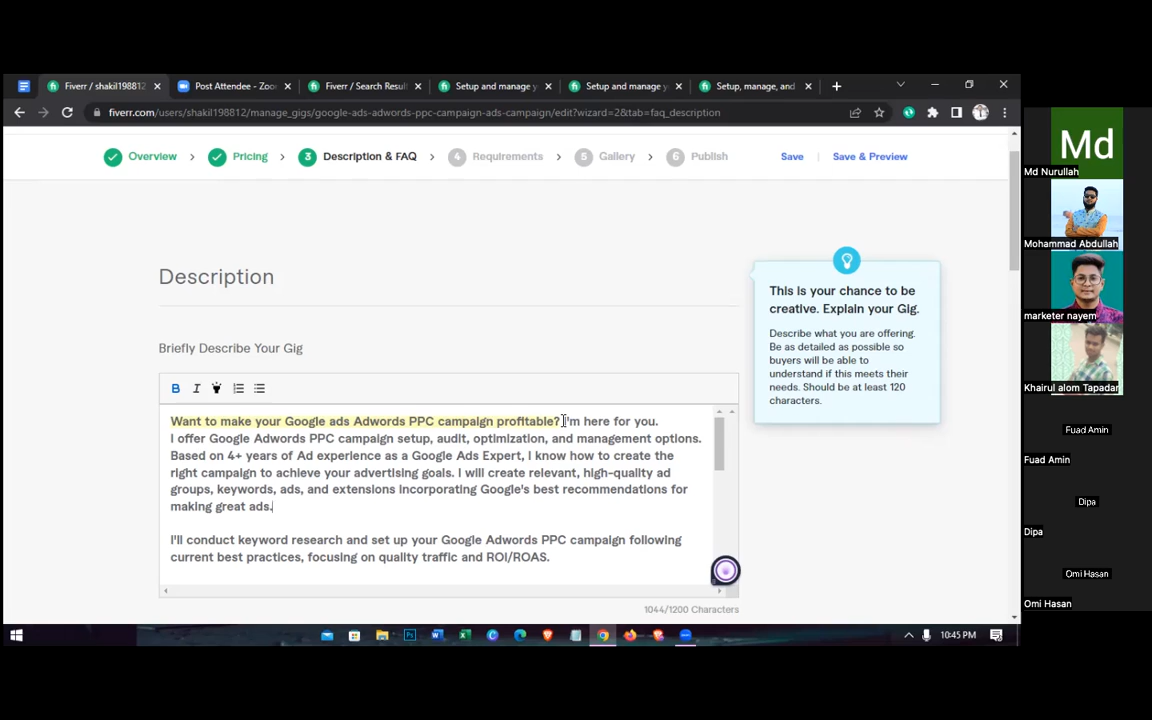 Fiverr / shakil198812
Post Attendee - Zoo
Fiverr / Search Resul
Setup and manage y
Setup and manage y
Setup, manage, and
fiverr.com/users/shakil198812/manage_gigs/google-ads-adwords-ppc-campaign-ads-campaign/edit?wizard=2&tab=faq_description
Overview
Pricing
3 Description & FAQ
4 Requirements
5 Gallery
6 Publish
Save
Save & Preview
Description
This is your chance to be
creative. Explain your Gig.
Describe what you are offering.
Be as detailed as possible so
buyers will be able to
understand if this meets their
needs. Should be at least 120
characters.
Briefly Describe Your Gig
B I
Want to make your Google ads Adwords PPC campaign profitable? I'm here for you.
I offer Google Adwords PPC campaign setup, audit, optimization, and management options.
Based on 4+ years of Ad experience as a Google Ads Expert, I know how to create the
right campaign to achieve your advertising goals. I will create relevant, high-quality ad
groups, keywords, ads, and extensions incorporating Google's best recommendations for
making great ads.
I'll conduct keyword research and set up your Google Adwords PPC campaign following
current best practices, focusing on quality traffic and ROI/ROAS.
1044/1200 Characters
10:45 PM
Md
Md Nurullah
Mohammad Abdullah
marketer nayem
Khairul alom Tapadar
Fuad Amin
Fuad Amin
Dipa
Dipa
Omi Hasan
Omi Hasan